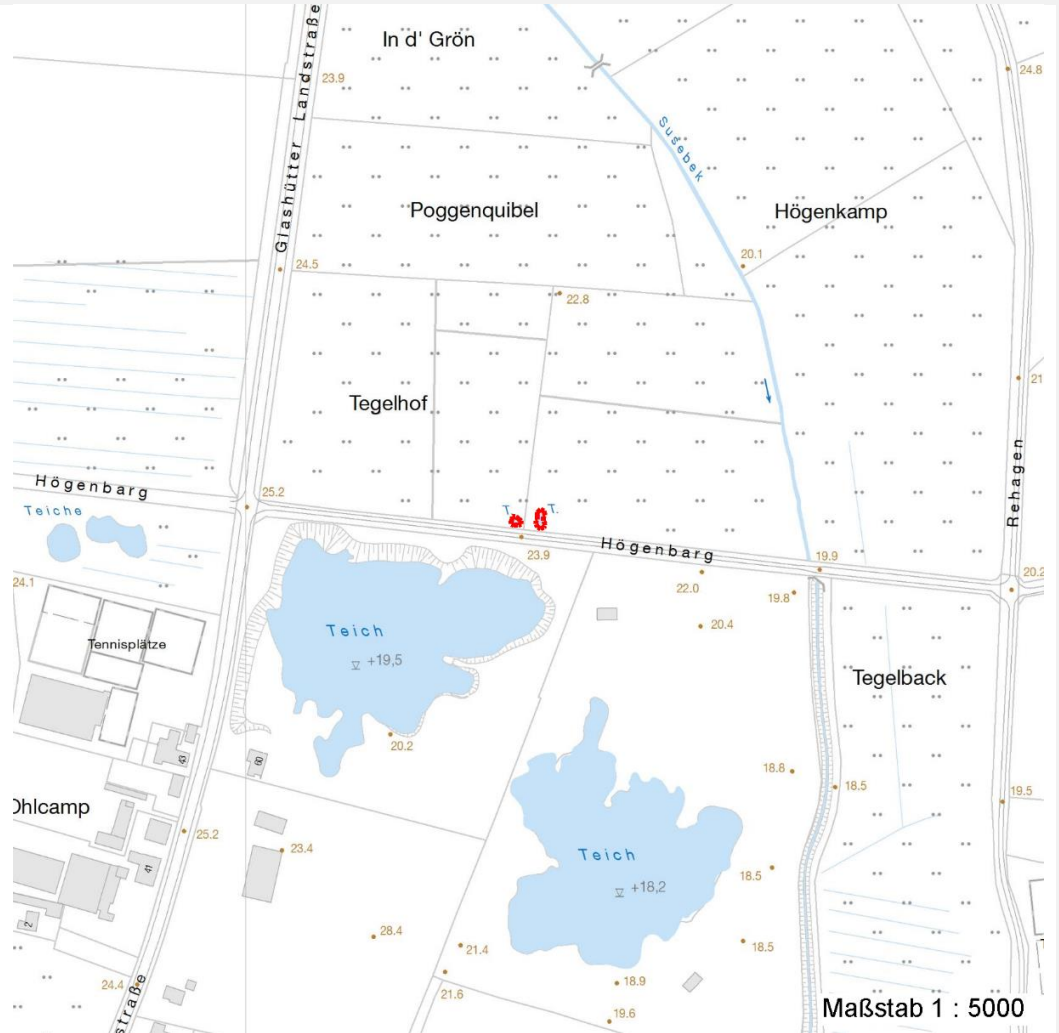 In d' Grön
Glashütter Landstraße
23.9
24.8
Susebek
Poggenquibel
Högenkamp
20.1
24.5
22.8
21
Tegelhof
Rehagen
Högenbarg
25.2
Teiche
T.
T.
23.9
Högenbarg
19.9
20.2
24.1
22.0
19.8
20.4
Teich
+19,5
Tennisplätze
Tegelback
20.2
43
60
18.8
18.5
19.5
Ohlcamp
25.2
23.4
41
Teich
18.5
+18,2
2
28.4
21.4
18.5
24.4
21.6
18.9
19.6
straße
Maßstab 1 : 5000